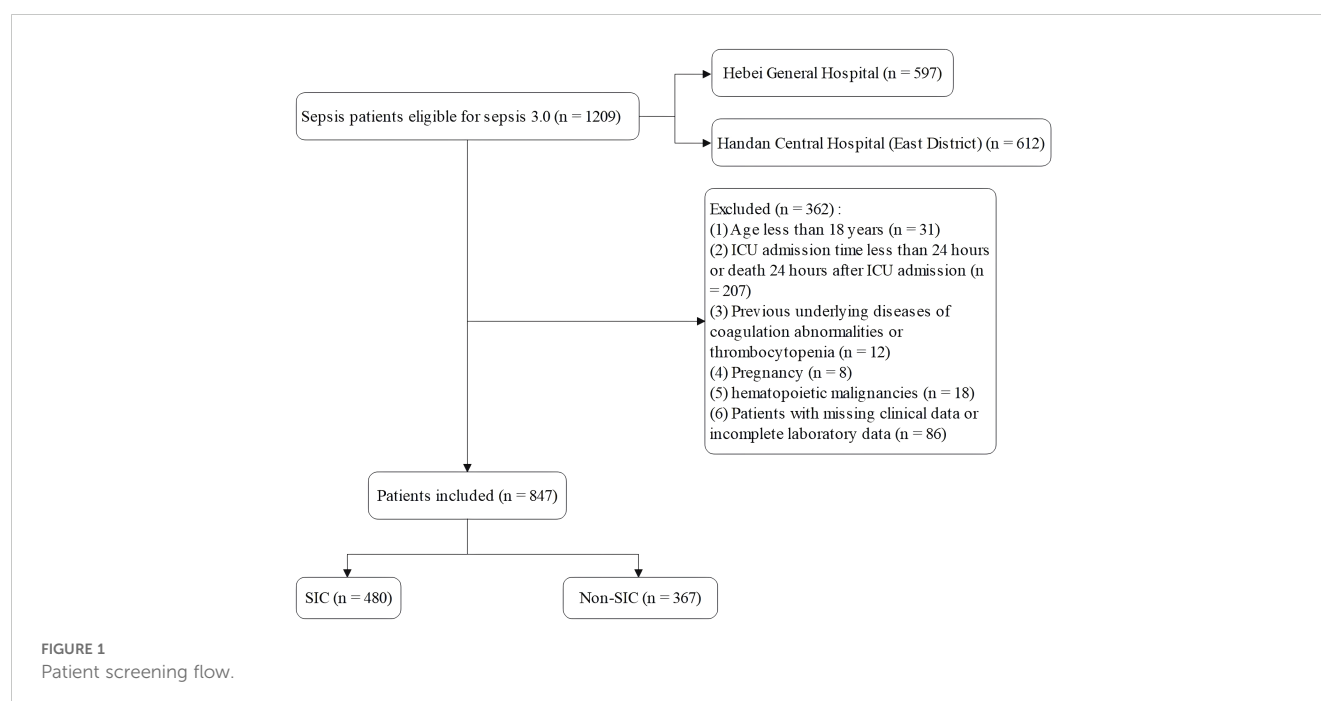 Hebei General Hospital (n = 597)
Sepsis patients eligible for sepsis 3.0 (n = 1209)
Handan Central Hospital (East District) (n = 612)
Excluded (n = 362) :
(1) Age less than 18 years (n = 31)
(2) ICU admission time less than 24 hours
or death 24 hours after ICU admission (n
= 207)
(3) Previous underlying diseases of
coagulation abnormalities or
thrombocytopenia (n = 12)
(4) Pregnancy (n = 8)
(5) hematopoietic malignancies (n = 18)
(6) Patients with missing clinical data or
incomplete laboratory data (n = 86)
Patients included (n = 847)
SIC (n = 480)
Non-SIC (n = 367)
FIGURE 1
Patient screening flow.